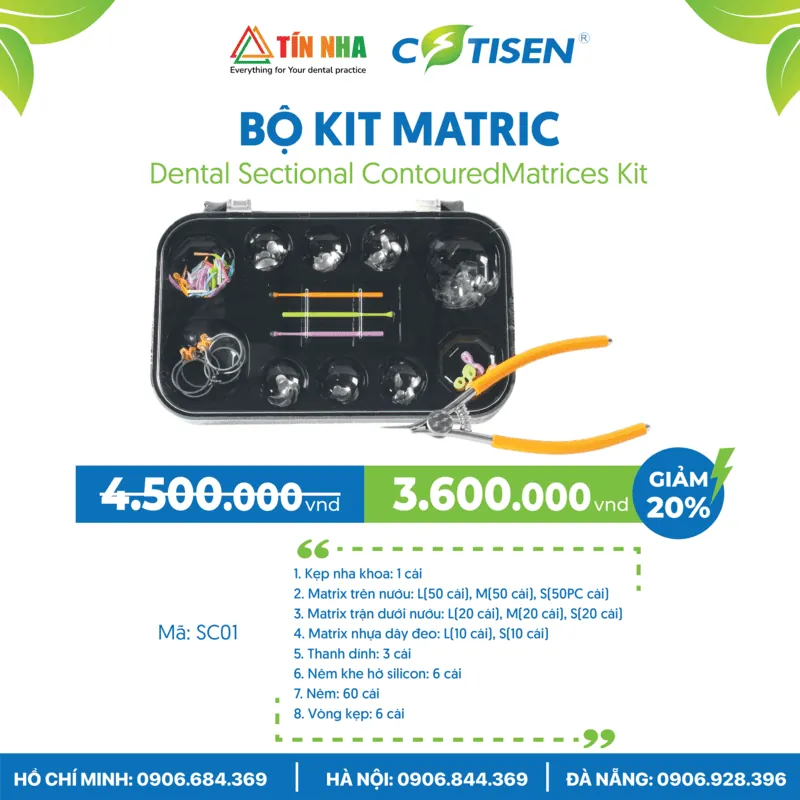 TÍN NHA
Everything for Your dental practice
COTISEN®
BỘ KIT MATRIC
Dental Sectional ContouredMatrices Kit
4.500.000 vnd
3.600.000 vnd
GIẢM
20%
Mã: SC01
1. Kẹp nha khoa: 1 cái
2. Matrix trên nướu: L(50 cái), M(50 cái), S(50PC cái)
3. Matrix trận dưới nướu: L(20 cái), M(20 cái), S(20 cái)
4. Matrix nhựa dây đeo: L(10 cái), S(10 cái)
5. Thanh dính: 3 cái
6. Nêm khe hở silicon: 6 cái
7. Nêm: 60 cái
8. Vòng kẹp: 6 cái
HỒ CHÍ MINH: 0906.684.369 | HÀ NỘI: 0906.844.369 | ĐÀ NẴNG: 0906.928.396